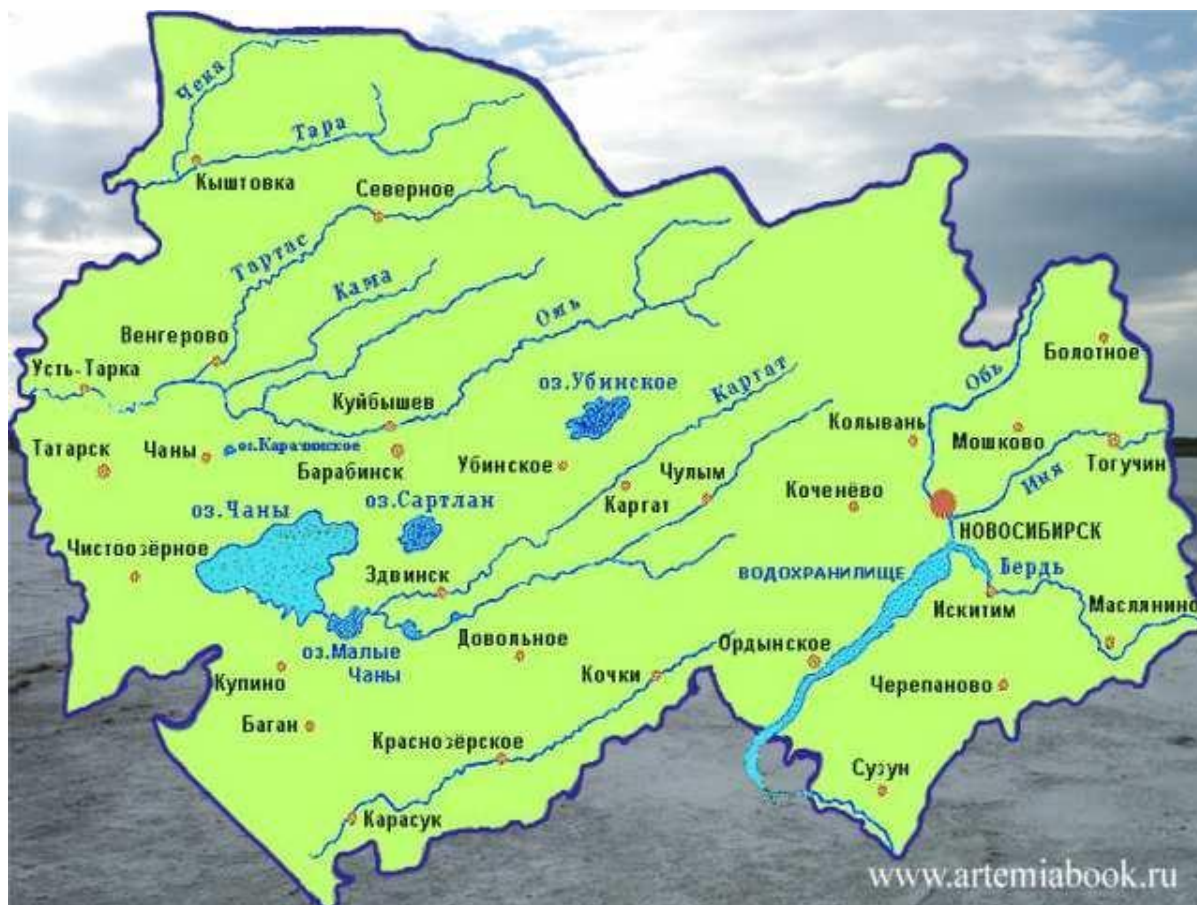 Чека
Тара
Кыштовка
Северное
Тартас
Кама
Омь
Венгерово
Усть-Тарка
Болотное
Обь
Каргат
оз.Убинское
Куйбышев
Колывань
Мошково
Тогучин
Татарск
Чаны
оз.Карачинское
Барабинск
Убинское
Чулым
Иня
Каргат
Коченёво
оз.Сартлан
оз.Чаны
НОВОСИБИРСК
Чистоозёрное
Здвинск
ВОДОХРАНИЛИЩЕ
Бердь
Искитим
Маслянино
Довольное
Ордынское
оз.Малые
Чаны
Купино
Кочки
Черепаново
Баган
Краснозёрское
Сузун
Карасук
www.artemiabook.ru